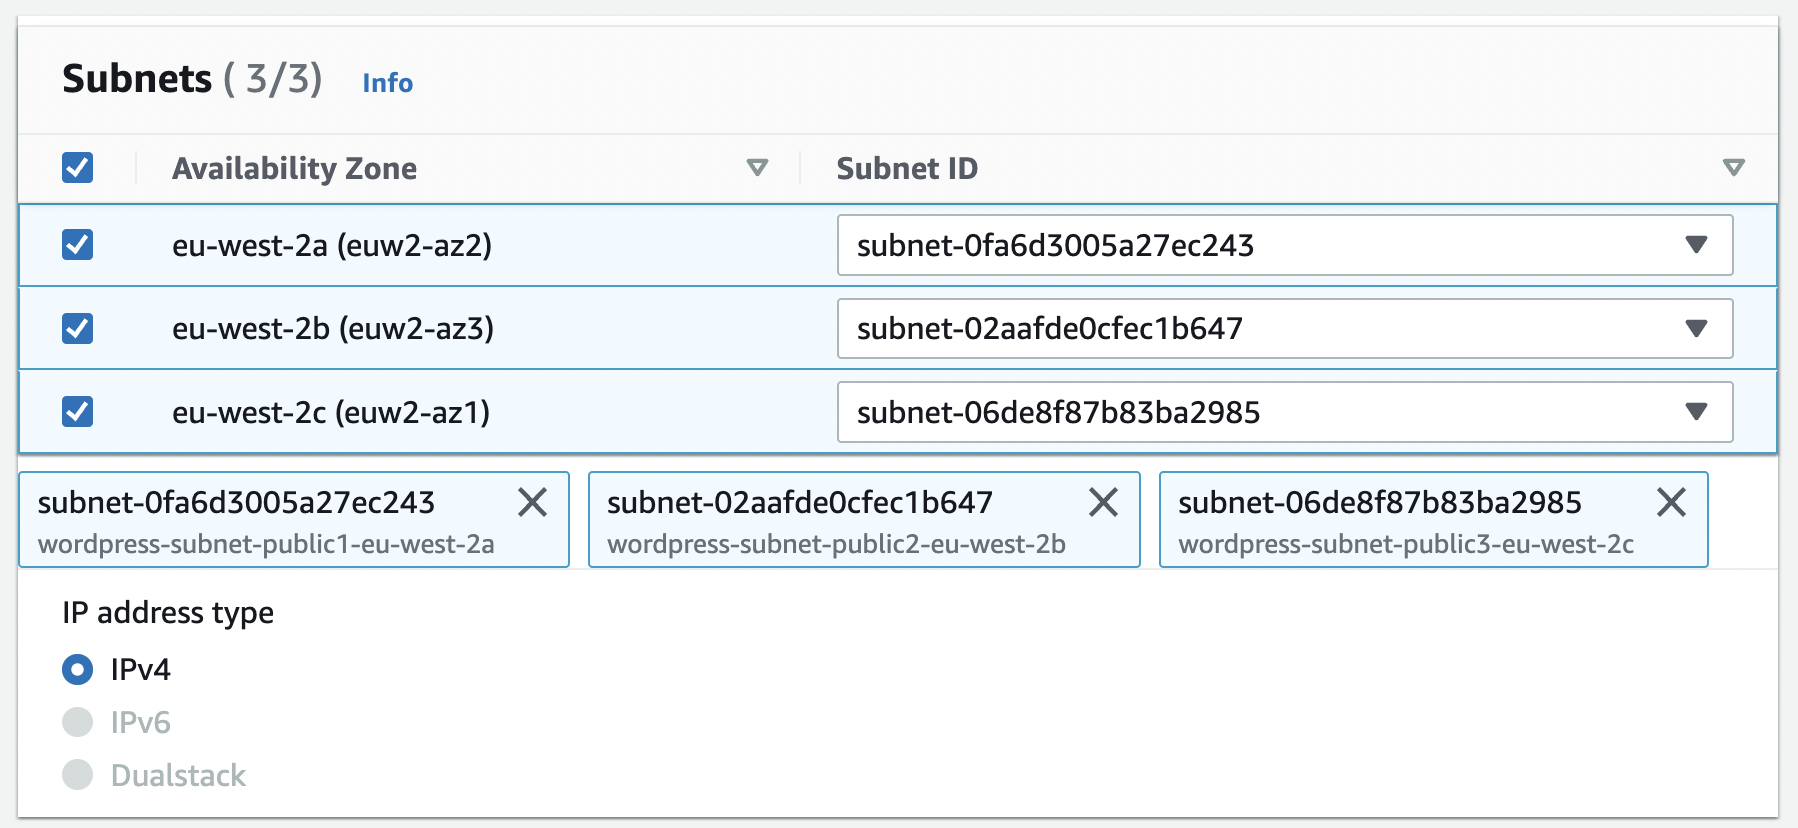 Subnets ( 3/3) Info
Availability Zone Subnet ID
eu-west-2a (euw2-az2) subnet-0fa6d3005a27ec243
eu-west-2b (euw2-az3) subnet-02aafde0cfec1b647
eu-west-2c (euw2-az1) subnet-06de8f87b83ba2985
subnet-0fa6d3005a27ec243 subnet-02aafde0cfec1b647 subnet-06de8f87b83ba2985
wordpress-subnet-public1-eu-west-2a wordpress-subnet-public2-eu-west-2b wordpress-subnet-public3-eu-west-2c
IP address type
IPv4
IPv6
Dualstack